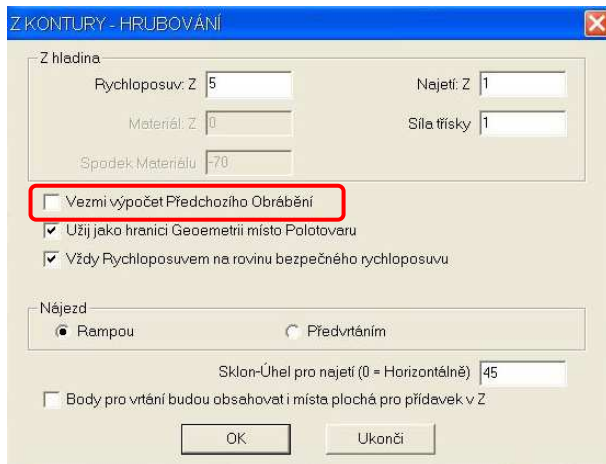 Z KONTURY - HRUBOVÁNÍ
Z hladina
Rychloposuv: Z 5 Najetí: Z 1
Materiál: Z 0 Síla třísky 1
Spodek Materiálu -70
Vezmi výpočet Předchozího Obrábění
Užij jako hranici Geoemetrii místo Polotovaru
Vždy Rychloposuvem na rovinu bezpečného rychloposuvu
Nájezd
Rampou Předvrtáním
Sklon-Úhel pro najetí (0 = Horizontálně) 45
Body pro vrtání budou obsahovat i místa plochá pro přídavek v Z
OK Ukonči